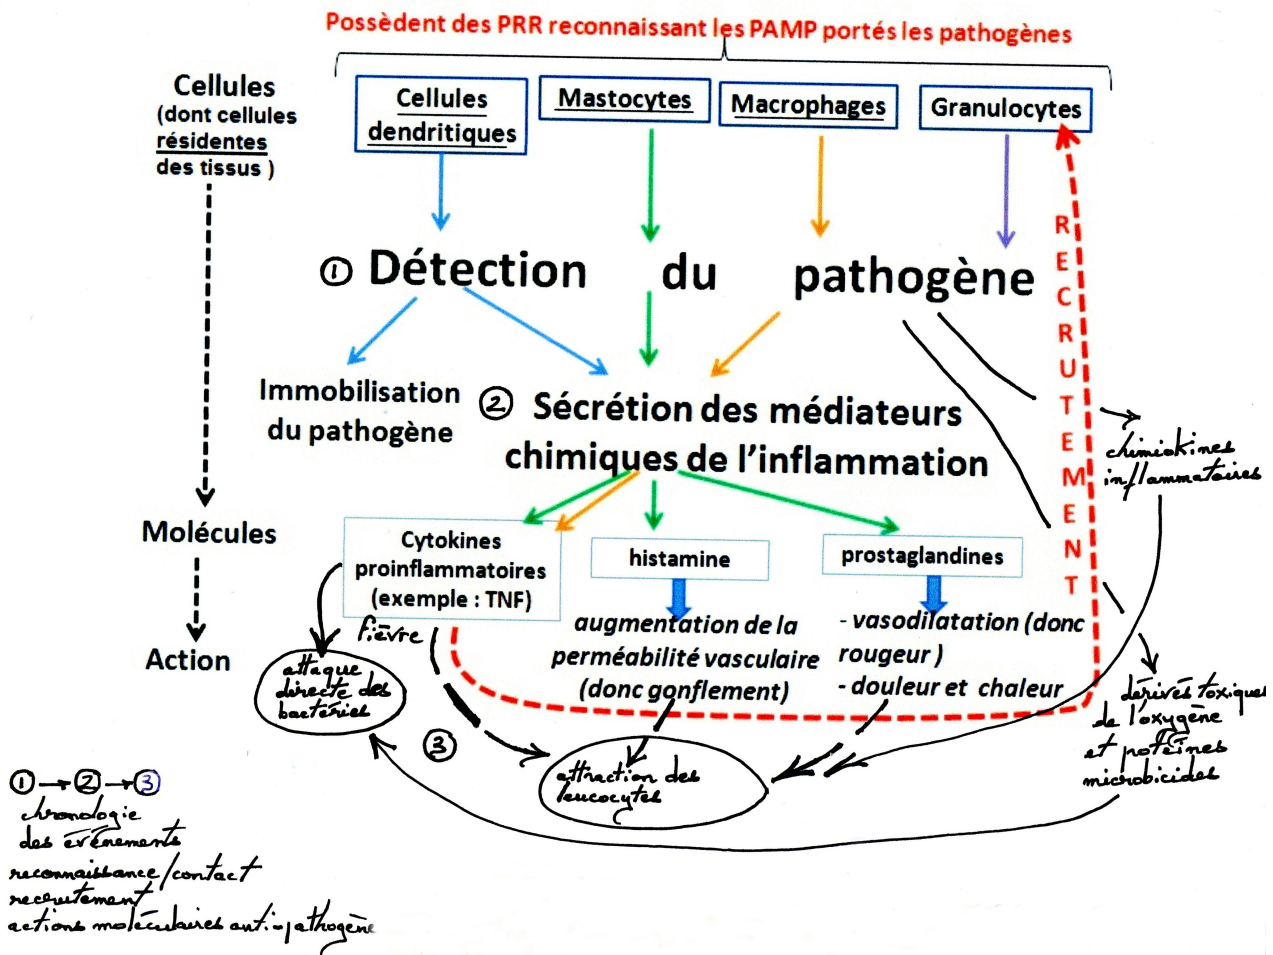 Possèdent des PRR reconnaissant les PAMP portés les pathogènes
Cellules
(dont cellules
résidentes
des tissus )
Cellules
dendritiques
Mastocytes
Macrophages
Granulocytes
① Détection du pathogène
RECRUTEMENT
Immobilisation
du pathogène
② Sécrétion des médiateurs
chimiques de l'inflammation
chimiokines
inflammatoires
Molécules
Cytokines
proinflammatoires
(exemple : TNF)
histamine
prostaglandines
fièvre
augmentation de la
perméabilité vasculaire
(donc gonflement)
- vasodilatation (donc
rougeur )
- douleur et chaleur
Action
attaque
directe des
bactéries
dérivés toxiques
de l'oxygène
et protéines
microbicides
③
attraction des
leucocytes
① → ② → ③
chronologie
des événements
reconnaissance/contact
recrutement
actions moléculaires anti-pathogène